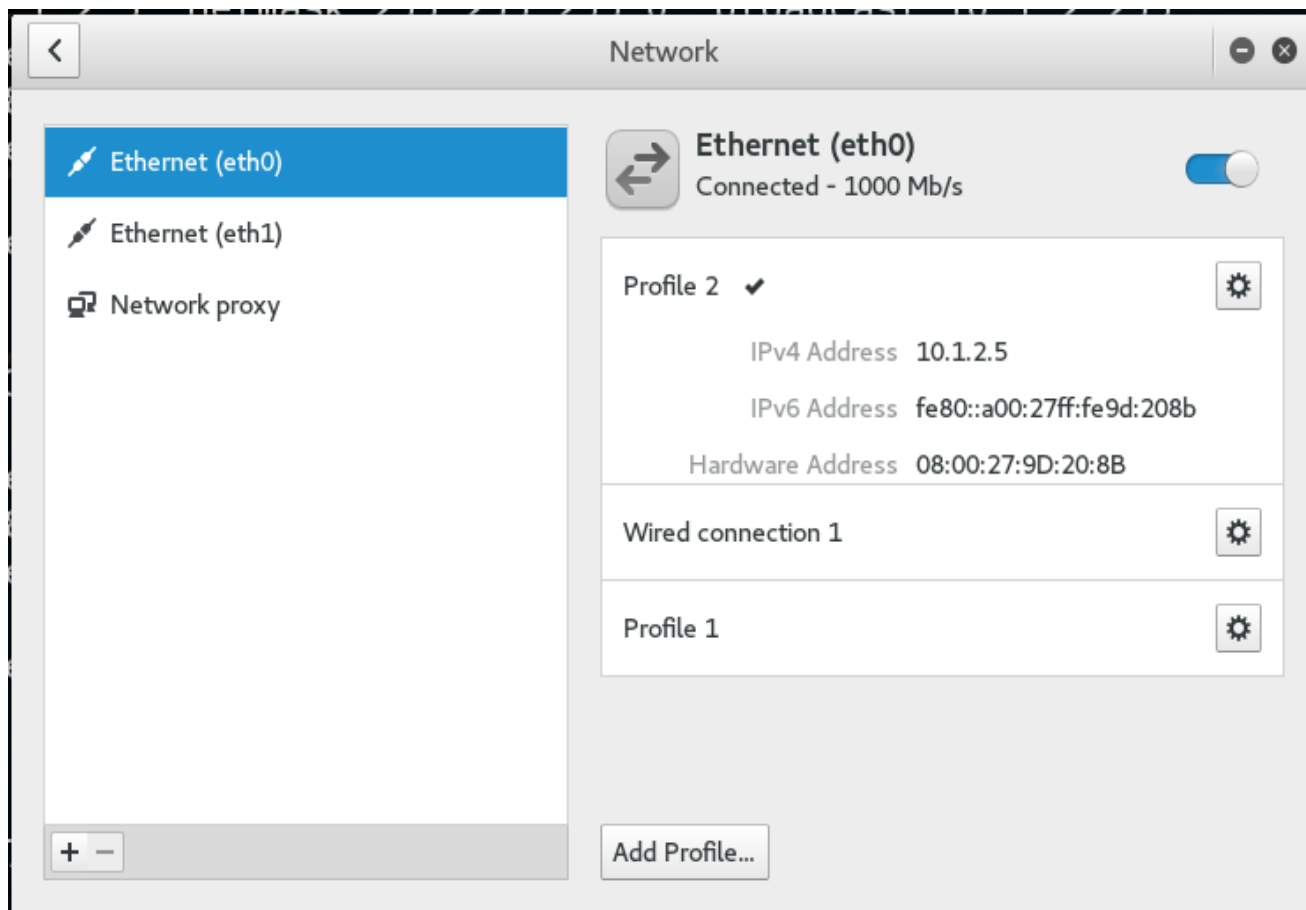 Network
Ethernet (eth0)
Ethernet (eth1)
Network proxy
Ethernet (eth0)
Connected - 1000 Mb/s
Profile 2 ✔
IPv4 Address 10.1.2.5
IPv6 Address fe80::a00:27ff:fe9d:208b
Hardware Address 08:00:27:9D:20:8B
Wired connection 1
Profile 1
+ −
Add Profile...